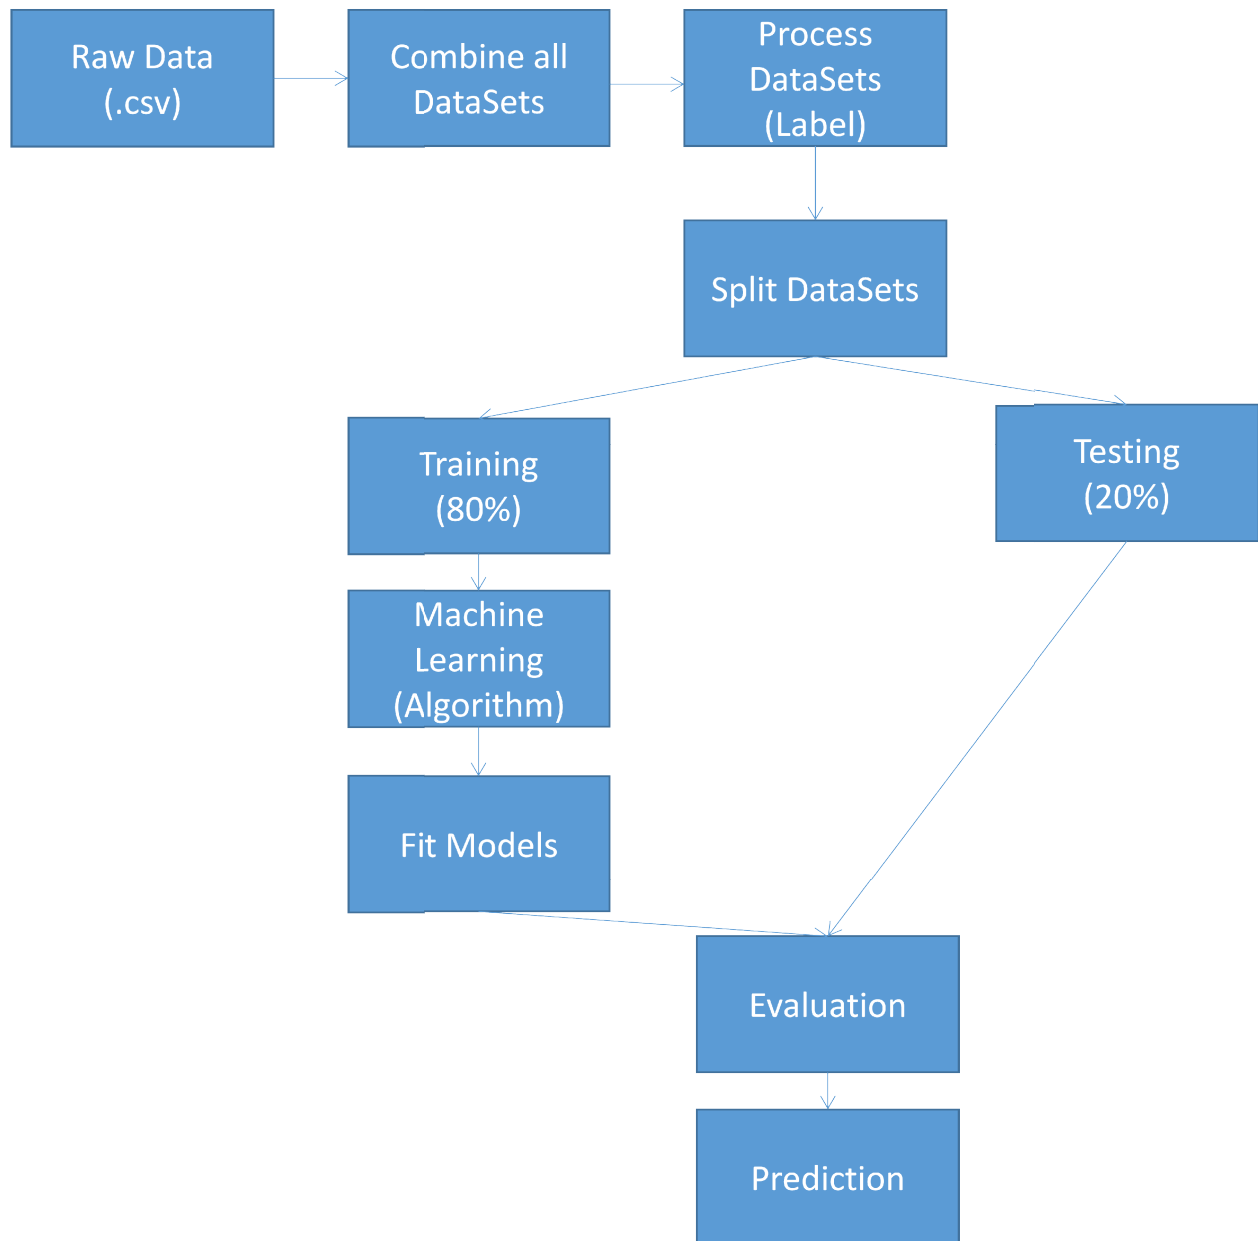 Raw Data
(.csv)
Combine all
DataSets
Process
DataSets
(Label)
Split DataSets
Training
(80%)
Testing
(20%)
Machine
Learning
(Algorithm)
Fit Models
Evaluation
Prediction